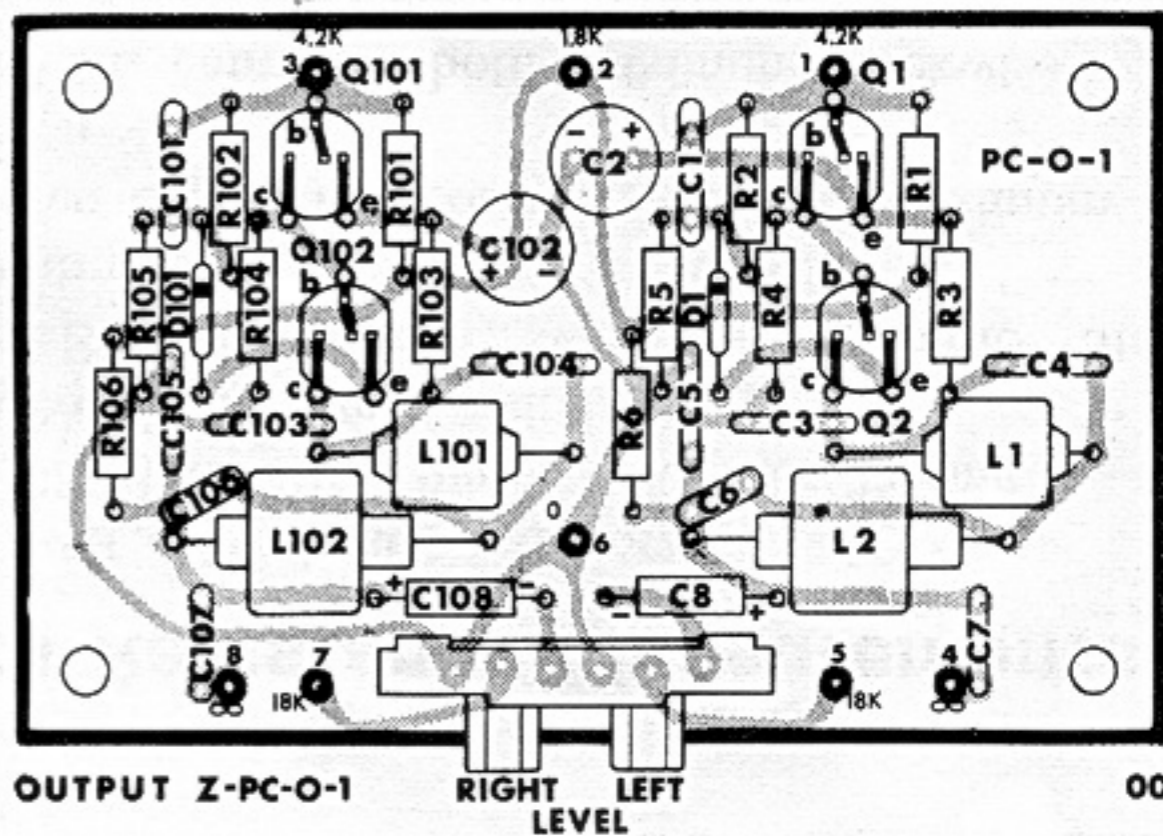 4.2K 1.8K 4.2K
3 Q101 2 1 Q1
b - + b
C101 R102 R101 C2 C1 R2 R1 PC-O-1
c e c e
Q102 C102
b + - b
R105 D101 R104 R103 R5 D1 R4 R3
C104 C4
c e c e
R106 C105 C103 R6 C5 C3 Q2
L101 L1
C106 C6
0
L102 6 L2
+ + -
C108 C8
- +
C107 C7
8 7 5 4
18K 18K
∞ ∞
OUTPUT Z-PC-O-1 RIGHT LEFT 00
LEVEL